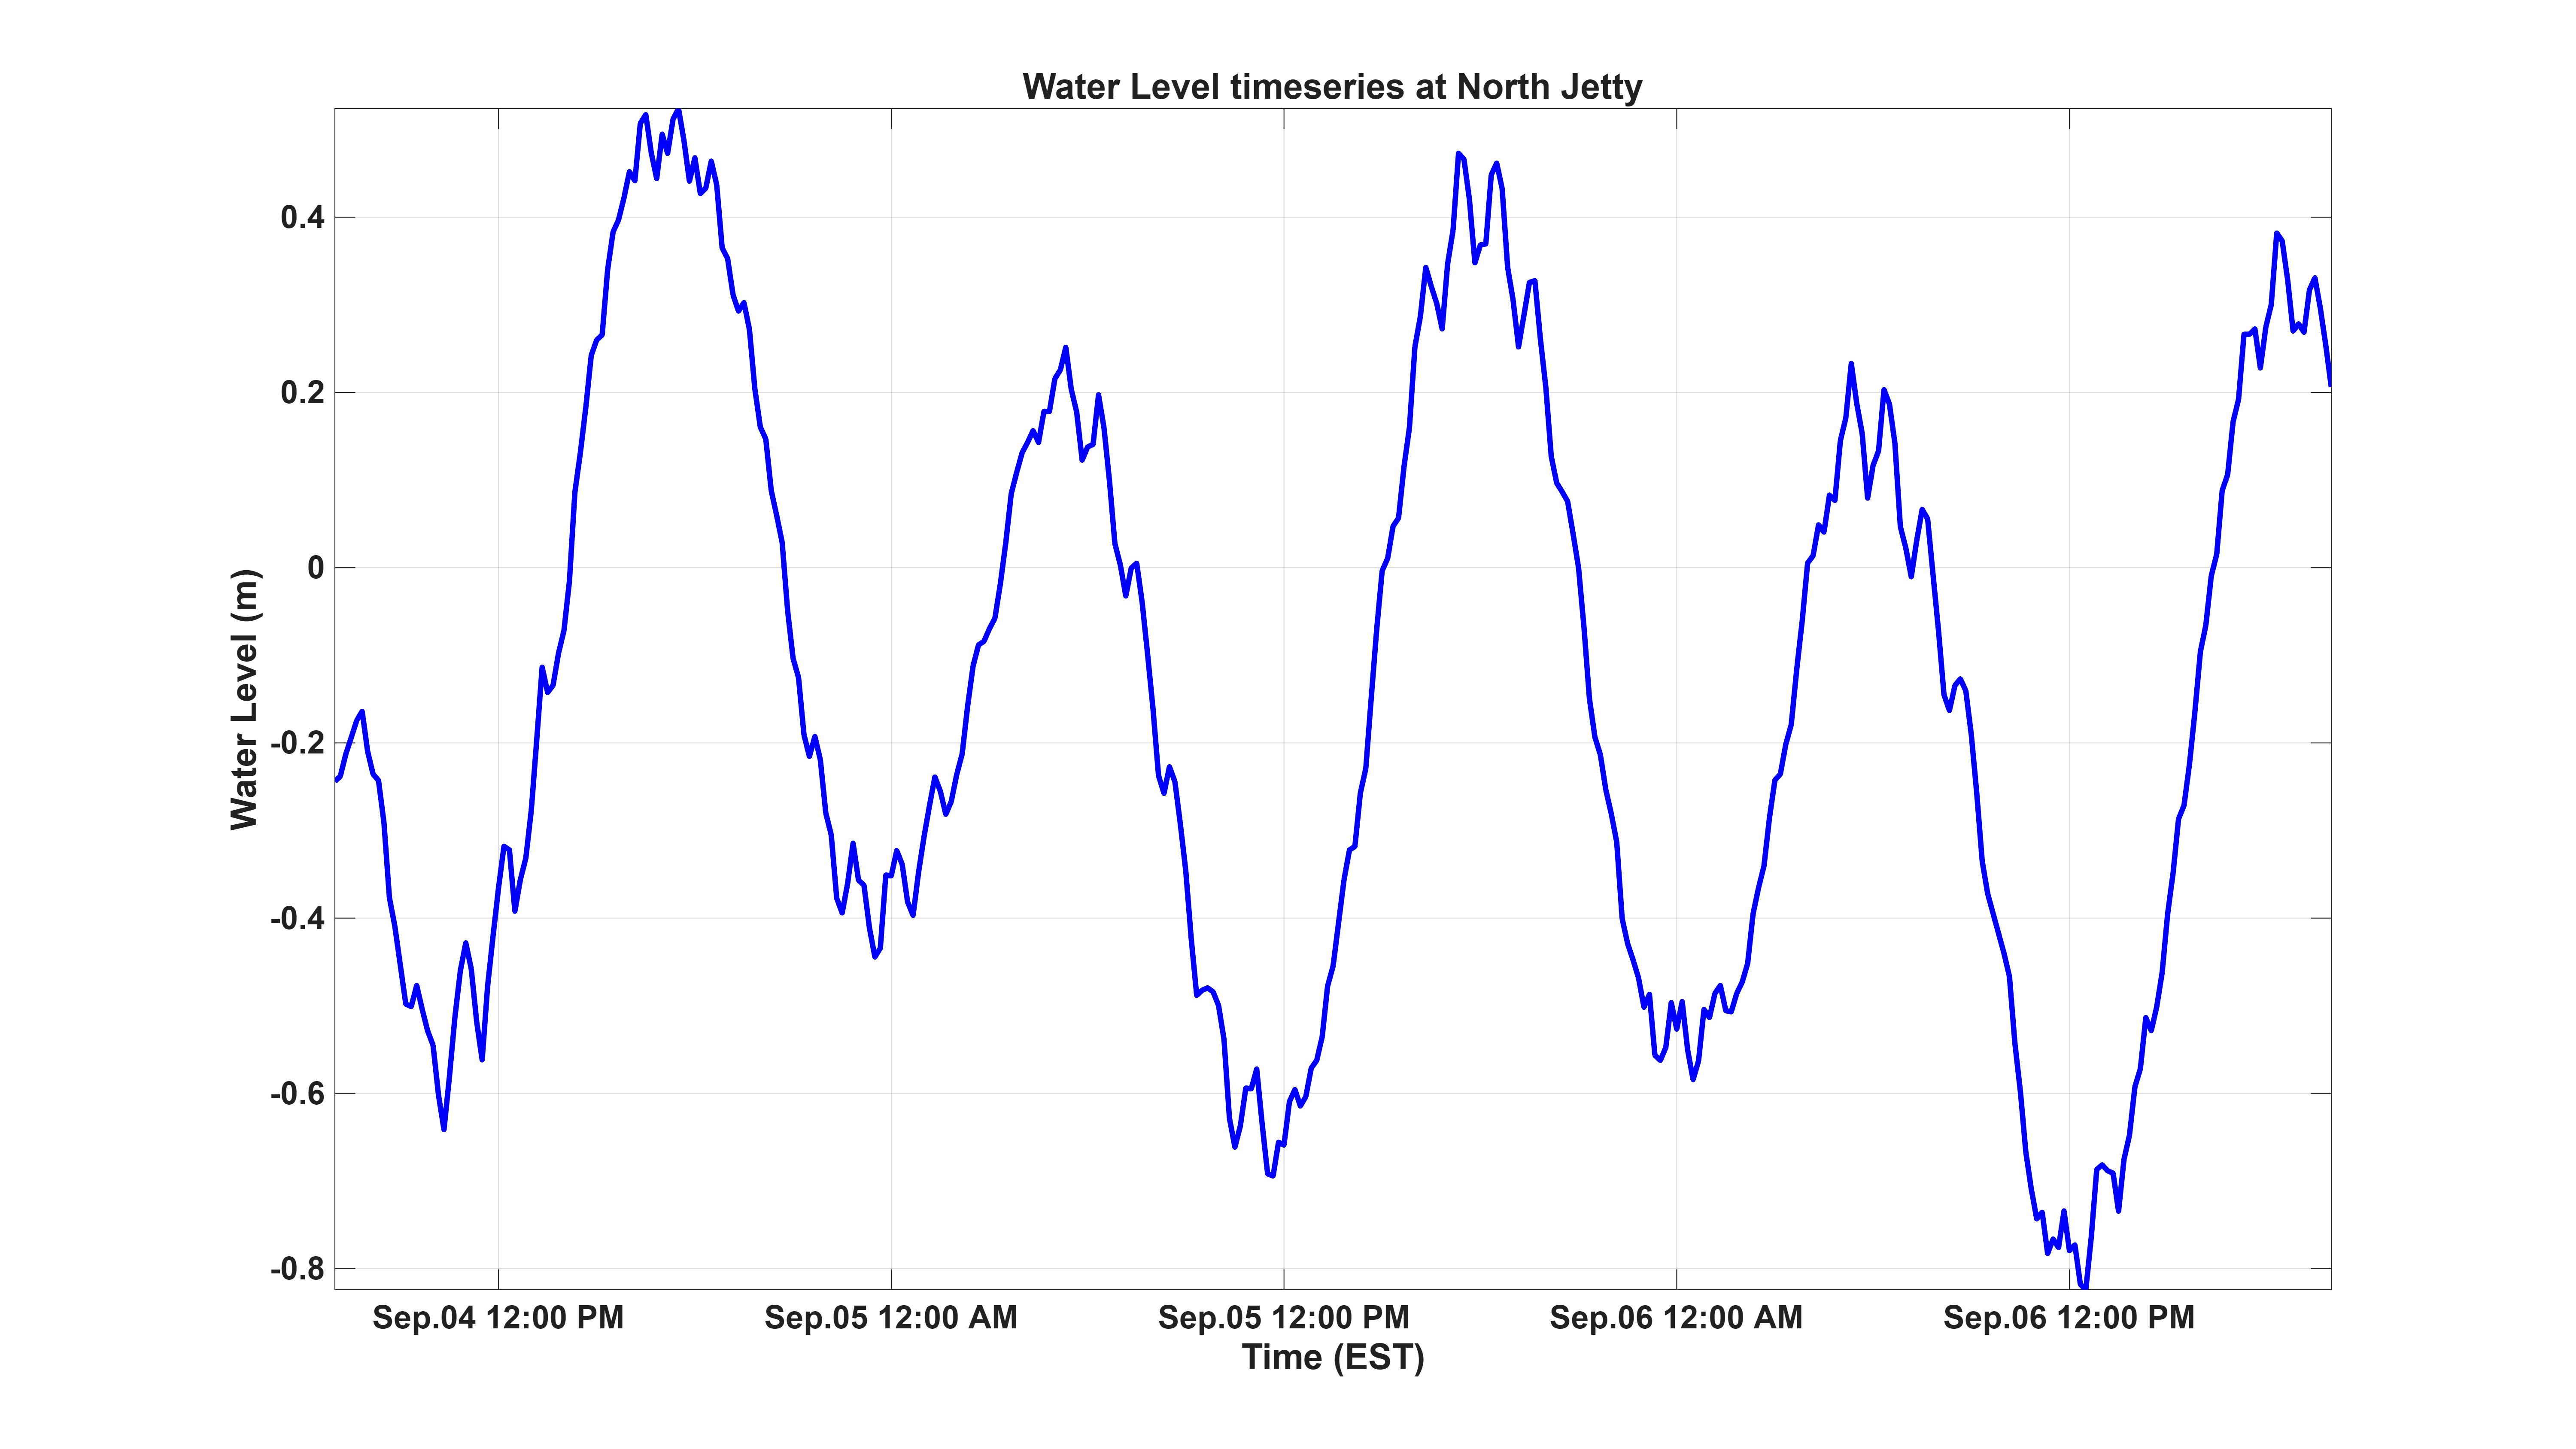 Water Level timeseries at North Jetty
0.4
0.2
0
-0.2
-0.4
-0.6
-0.8
Water Level (m)
Sep.04 12:00 PM
Sep.05 12:00 AM
Sep.05 12:00 PM
Sep.06 12:00 AM
Sep.06 12:00 PM
Time (EST)